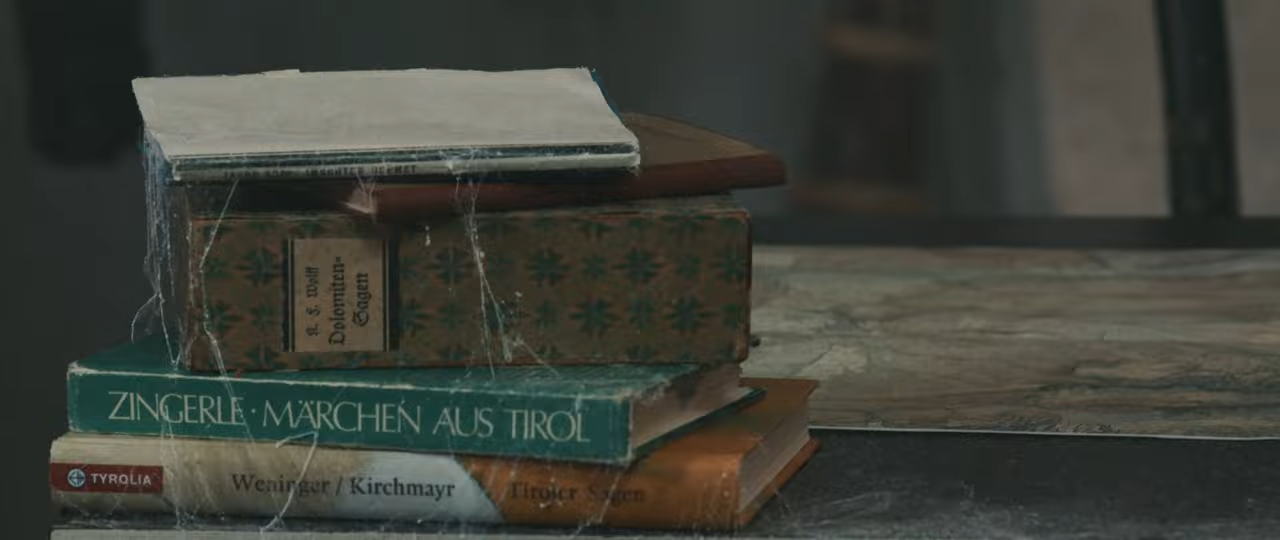 K. F. Wolff
Dolomiten=
Sagen
ZINGERLE · MÄRCHEN AUS TIROL
TYROLIA
Weninger / Kirchmayr
Tiroler Sagen